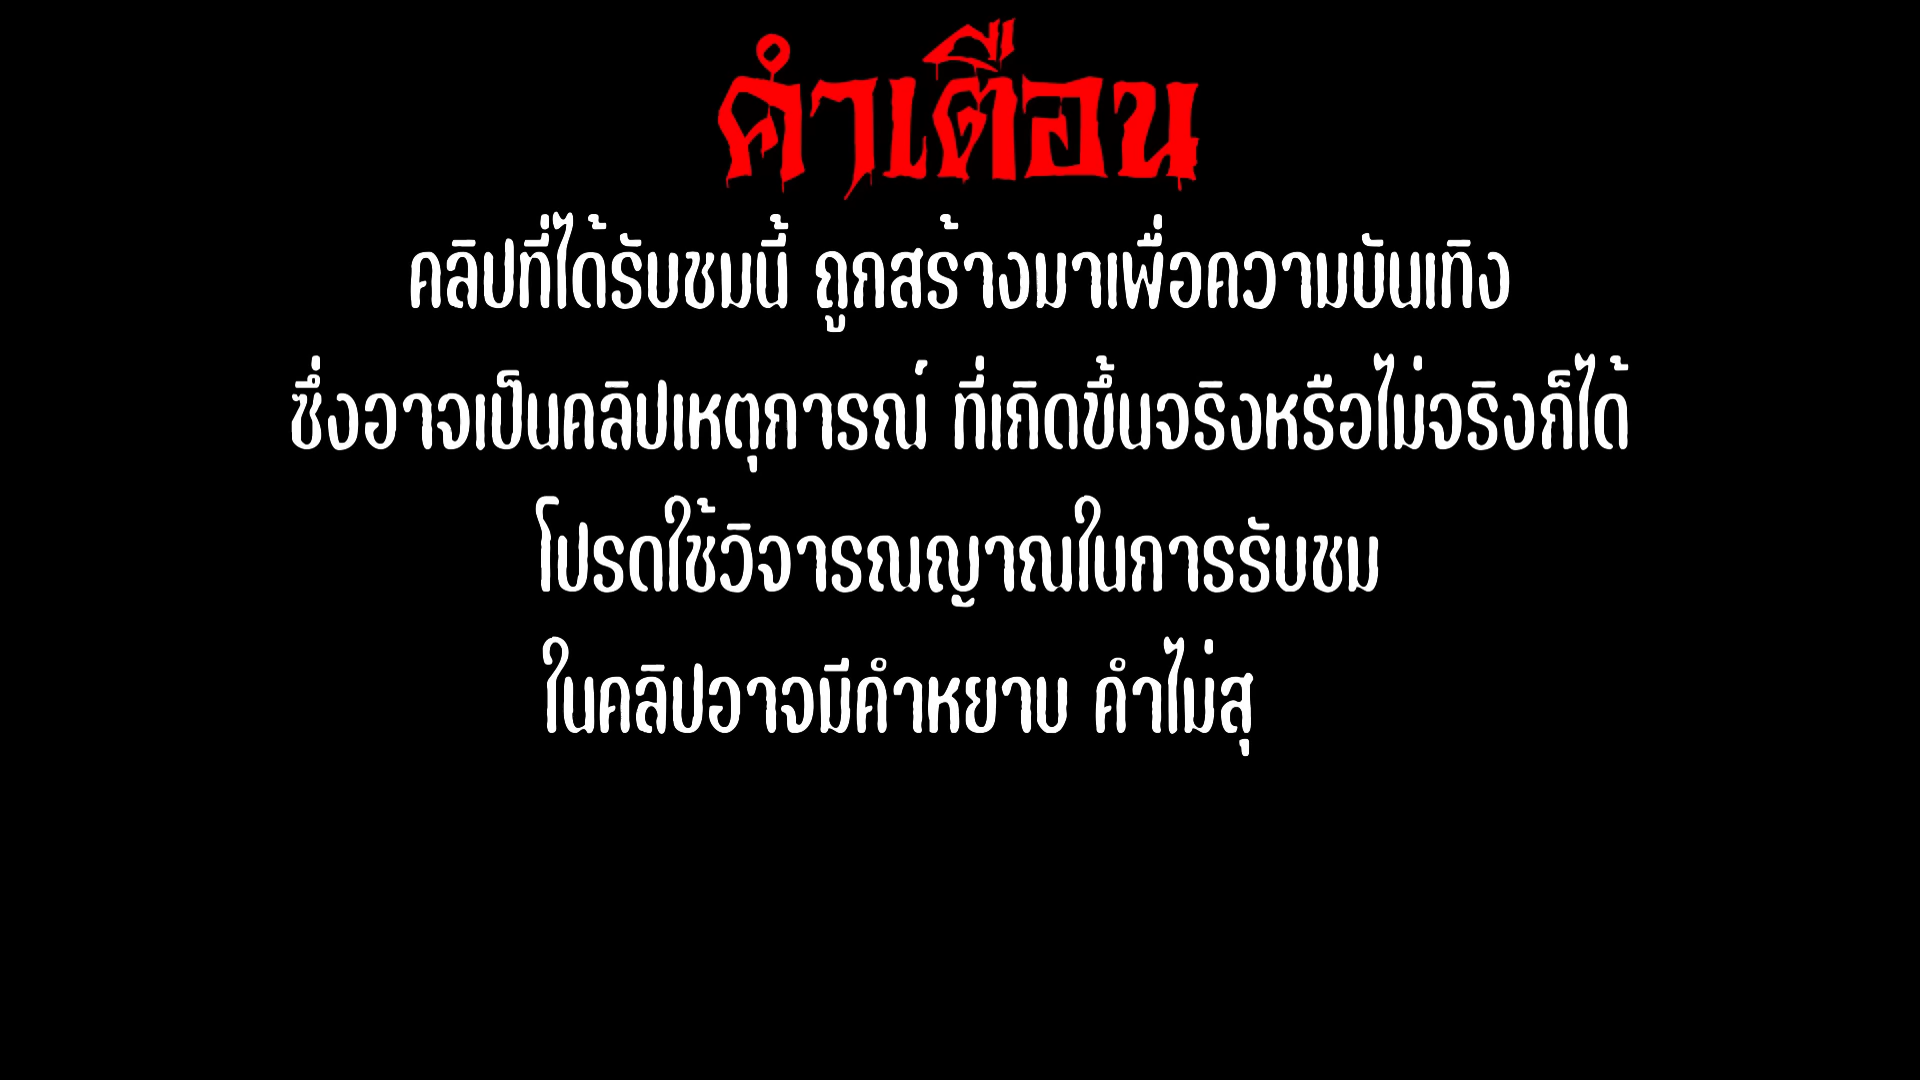 คำเตือน
คลิปที่ได้รับชมนี้ ถูกสร้างมาเพื่อความบันเทิง
ซึ่งอาจเป็นคลิปเหตุการณ์ ที่เกิดขึ้นจริงหรือไม่จริงก็ได้
โปรดใช้วิจารณญาณในการรับชม
ในคลิปอาจมีคำหยาบ คำไม่สุ